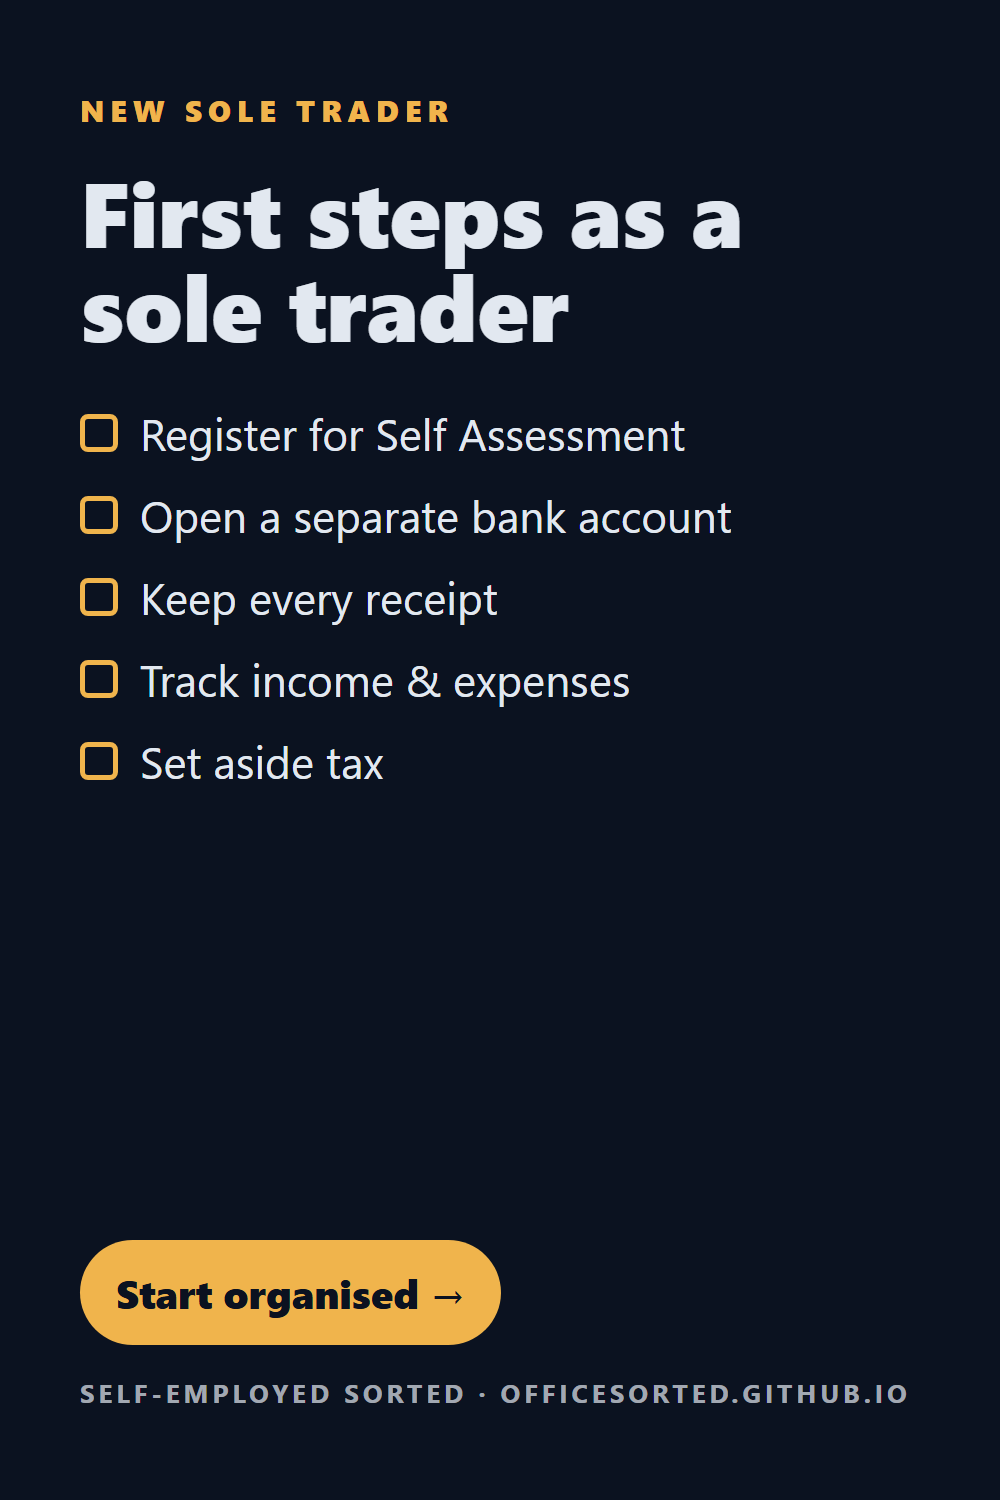 NEW SOLE TRADER
First steps as a
sole trader
Register for Self Assessment
Open a separate bank account
Keep every receipt
Track income & expenses
Set aside tax
Start organised →
SELF-EMPLOYED SORTED · OFFICESORTED.GITHUB.IO